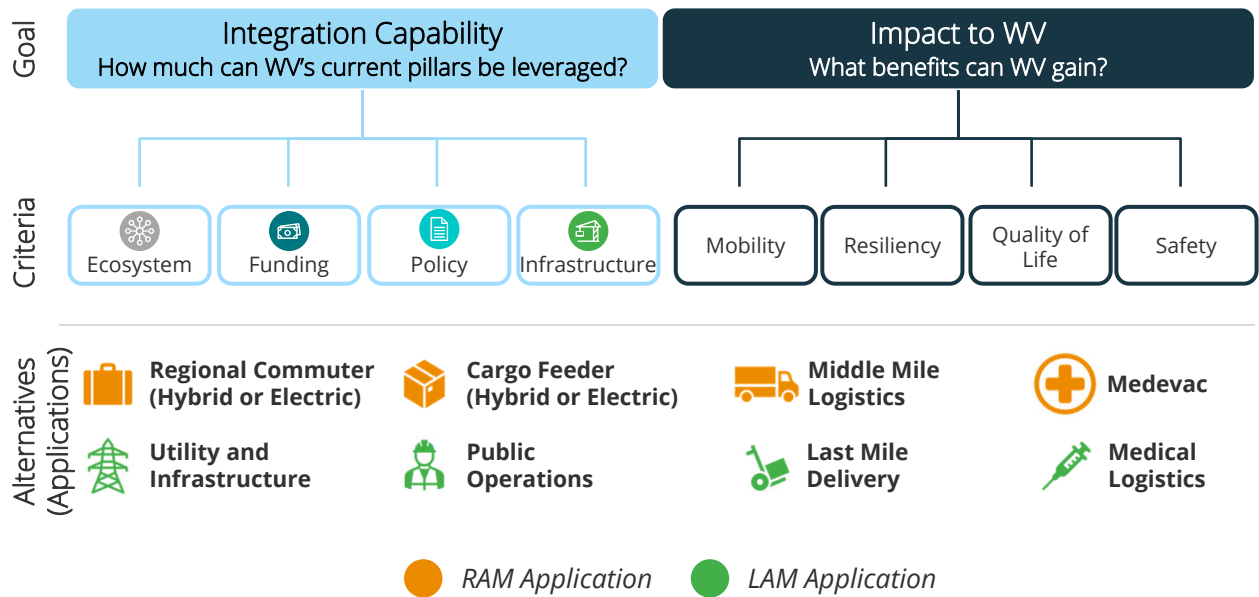 Goal
Integration Capability
How much can WV's current pillars be leveraged?
Impact to WV
What benefits can WV gain?
Criteria
Ecosystem
Funding
Policy
Infrastructure
Mobility
Resiliency
Quality of
Life
Safety
Alternatives
(Applications)
Regional Commuter
(Hybrid or Electric)
Cargo Feeder
(Hybrid or Electric)
Middle Mile
Logistics
Medevac
Utility and
Infrastructure
Public
Operations
Last Mile
Delivery
Medical
Logistics
RAM Application
LAM Application